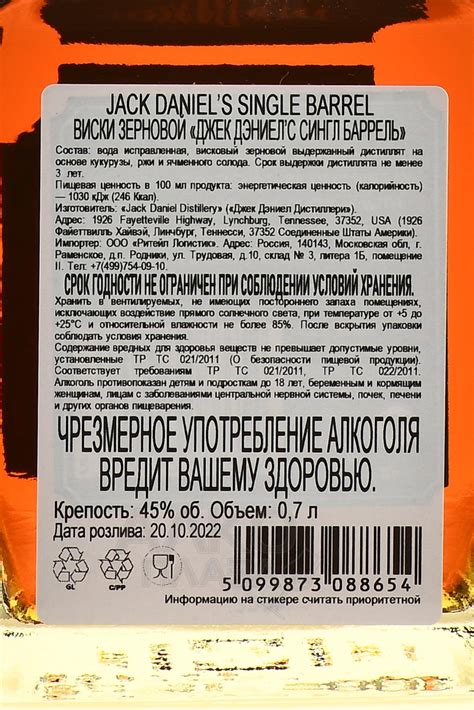 JACK DANIEL'S SINGLE BARREL
ВИСКИ ЗЕРНОВОЙ «ДЖЕК ДЭНИЕЛ'С СИНГЛ БАРРЕЛЬ»
Состав: вода исправленная, висковый зерновой выдержанный дистиллят на
основе кукурузы, ржи и ячменного солода. Срок выдержки дистиллята не менее
3 лет.
Пищевая ценность в 100 мл продукта: энергетическая ценность (калорийность)
— 1030 кДж (246 Ккал).
Изготовитель: «Jack Daniel Distillery» («Джек Дэниел Дистиллери»).
Адрес: 1926 Fayetteville Highway, Lynchburg, Tennessee, 37352, USA (1926
Файеттвилль Хайвэй, Линчбург, Теннесси, 37352 Соединенные Штаты Америки).
Импортер: ООО «Ритейл Логистик». Адрес: Россия, 140143, Московская обл, г.
Раменское, д.п. Родники, ул. Трудовая, д.10, склад № 3, литера 1Б, помещение
II. Тел: +7(499)754-09-10.
СРОК ГОДНОСТИ НЕ ОГРАНИЧЕН ПРИ СОБЛЮДЕНИИ УСЛОВИЙ ХРАНЕНИЯ.
Хранить в вентилируемых, не имеющих постороннего запаха помещениях,
исключающих воздействие прямого солнечного света, при температуре от +5 до
+25°С и относительной влажности не более 85%. После вскрытия упаковки
соблюдать условия хранения.
Содержание вредных для здоровья веществ не превышает допустимые уровни,
установленные ТР ТС 021/2011 (О безопасности пищевой продукции).
Соответствует требованиям ТР ТС 021/2011, ТР ТС 022/2011.
Алкоголь противопоказан детям и подросткам до 18 лет, беременным и кормящим
женщинам, лицам с заболеваниями центральной нервной системы, почек, печени
и других органов пищеварения.
ЧРЕЗМЕРНОЕ УПОТРЕБЛЕНИЕ АЛКОГОЛЯ
ВРЕДИТ ВАШЕМУ ЗДОРОВЬЮ.
Крепость: 45% об. Объем: 0,7 л
Дата розлива: 20.10.2022
GL C/PP
5 099873 088654
Информацию на стикере считать приоритетной